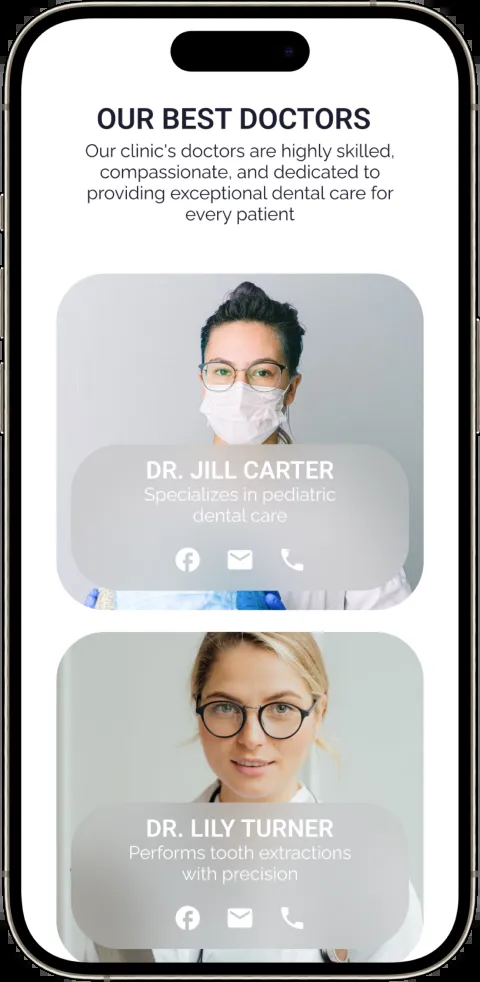 OUR BEST DOCTORS
Our clinic's doctors are highly skilled,
compassionate, and dedicated to
providing exceptional dental care for
every patient
DR. JILL CARTER
Specializes in pediatric
dental care
DR. LILY TURNER
Performs tooth extractions
with precision